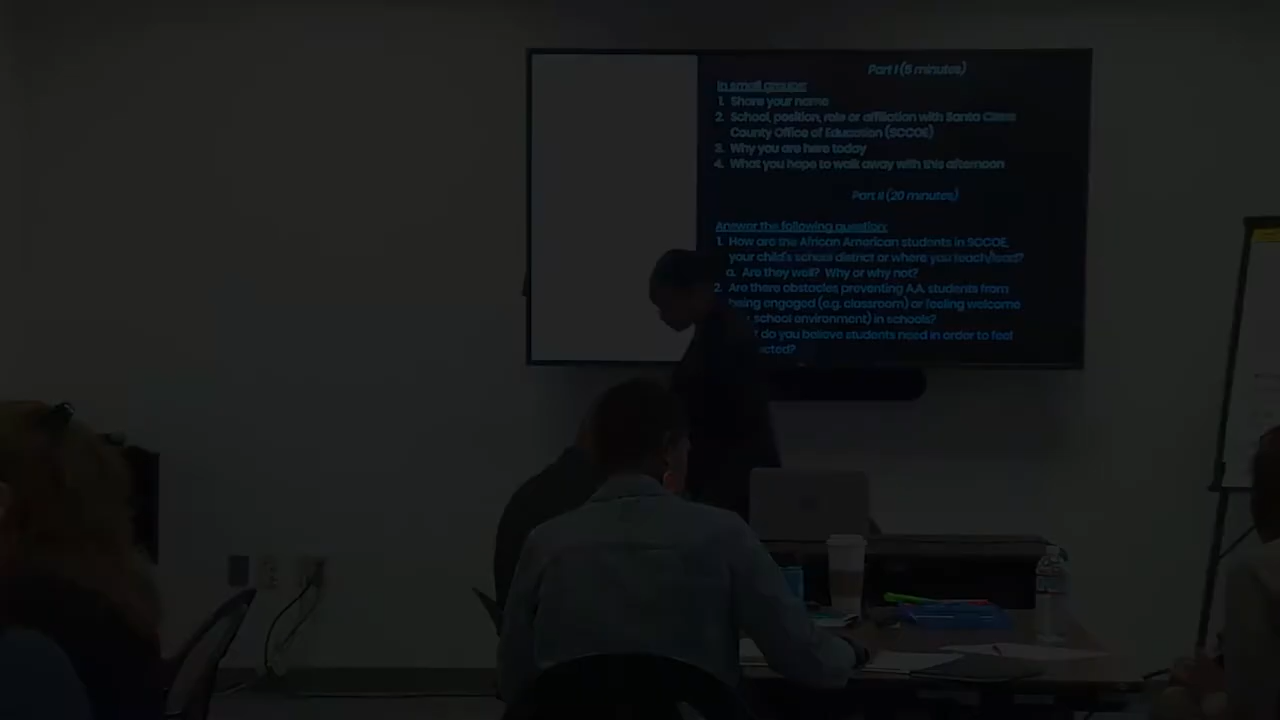 Part I (5 minutes)
In small groups:
1. Share your name
2. School, position, role or affiliation with Santa Clara
County Office of Education (SCCOE)
3. Why you are here today
4. What you hope to walk away with this afternoon
Part II (20 minutes)
Answer the following question:
1. How are the African American students in SCCOE,
your child's school district or where you teach/lead?
a. Are they well? Why or why not?
2. Are there obstacles preventing A.A. students from
being engaged (e.g. classroom) or feeling welcome
school environment) in schools?
do you believe students need in order to feel